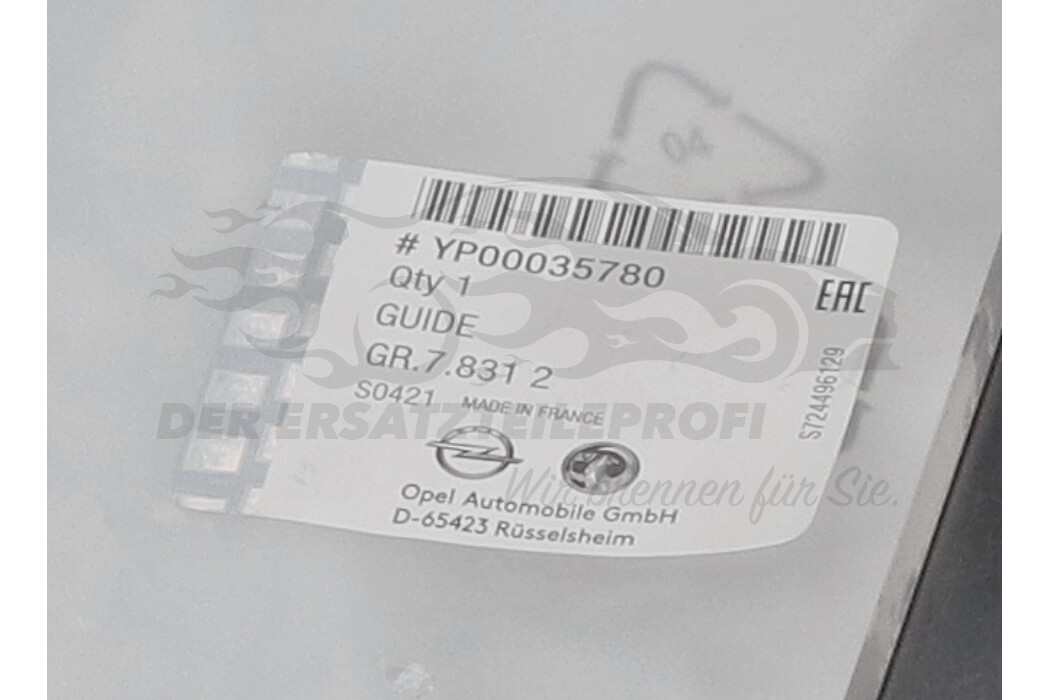 04
# YP00035780
Qty 1
EAC
GUIDE
GR.7.831 2
S0421 MADE IN FRANCE
S724496129
DER ERSATZTEILEPROFI
Wir brennen für Sie.
Opel Automobile GmbH
D-65423 Rüsselsheim